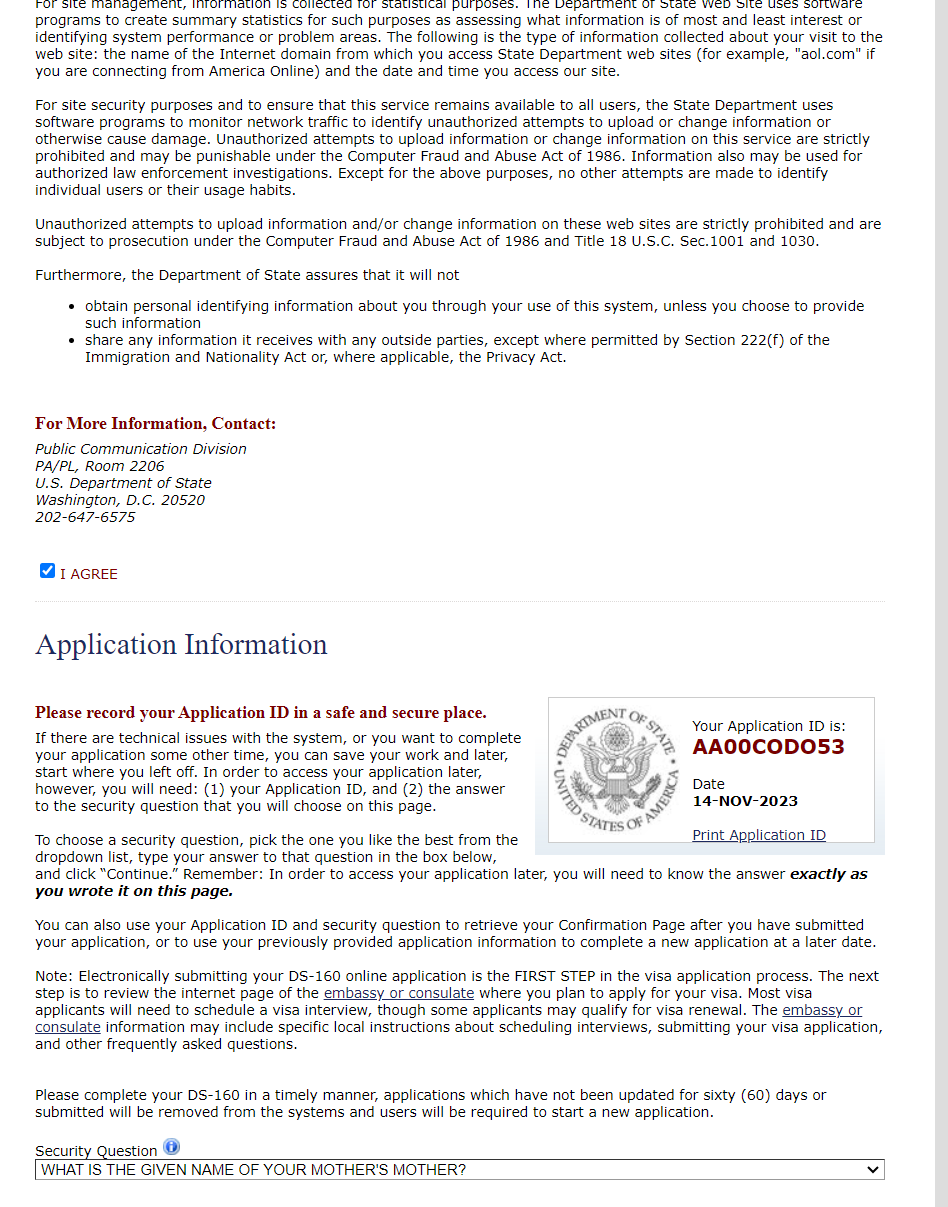 For site management, information is collected for statistical purposes. The Department of State Web Site uses software
programs to create summary statistics for such purposes as assessing what information is of most and least interest or
identifying system performance or problem areas. The following is the type of information collected about your visit to the
web site: the name of the Internet domain from which you access State Department web sites (for example, "aol.com" if
you are connecting from America Online) and the date and time you access our site.
For site security purposes and to ensure that this service remains available to all users, the State Department uses
software programs to monitor network traffic to identify unauthorized attempts to upload or change information or
otherwise cause damage. Unauthorized attempts to upload information or change information on this service are strictly
prohibited and may be punishable under the Computer Fraud and Abuse Act of 1986. Information also may be used for
authorized law enforcement investigations. Except for the above purposes, no other attempts are made to identify
individual users or their usage habits.
Unauthorized attempts to upload information and/or change information on these web sites are strictly prohibited and are
subject to prosecution under the Computer Fraud and Abuse Act of 1986 and Title 18 U.S.C. Sec.1001 and 1030.
Furthermore, the Department of State assures that it will not
• obtain personal identifying information about you through your use of this system, unless you choose to provide
such information
• share any information it receives with any outside parties, except where permitted by Section 222(f) of the
Immigration and Nationality Act or, where applicable, the Privacy Act.
For More Information, Contact:
Public Communication Division
PA/PL, Room 2206
U.S. Department of State
Washington, D.C. 20520
202-647-6575
I AGREE
Application Information
Please record your Application ID in a safe and secure place.
If there are technical issues with the system, or you want to complete
your application some other time, you can save your work and later,
start where you left off. In order to access your application later,
however, you will need: (1) your Application ID, and (2) the answer
to the security question that you will choose on this page.
DEPARTMENT OF STATE
UNITED STATES OF AMERICA
Your Application ID is:
AA00CODO53
Date
14-NOV-2023
Print Application ID
To choose a security question, pick the one you like the best from the
dropdown list, type your answer to that question in the box below,
and click “Continue.” Remember: In order to access your application later, you will need to know the answer exactly as
you wrote it on this page.
You can also use your Application ID and security question to retrieve your Confirmation Page after you have submitted
your application, or to use your previously provided application information to complete a new application at a later date.
Note: Electronically submitting your DS-160 online application is the FIRST STEP in the visa application process. The next
step is to review the internet page of the embassy or consulate where you plan to apply for your visa. Most visa
applicants will need to schedule a visa interview, though some applicants may qualify for visa renewal. The embassy or
consulate information may include specific local instructions about scheduling interviews, submitting your visa application,
and other frequently asked questions.
Please complete your DS-160 in a timely manner, applications which have not been updated for sixty (60) days or
submitted will be removed from the systems and users will be required to start a new application.
Security Question
WHAT IS THE GIVEN NAME OF YOUR MOTHER'S MOTHER?